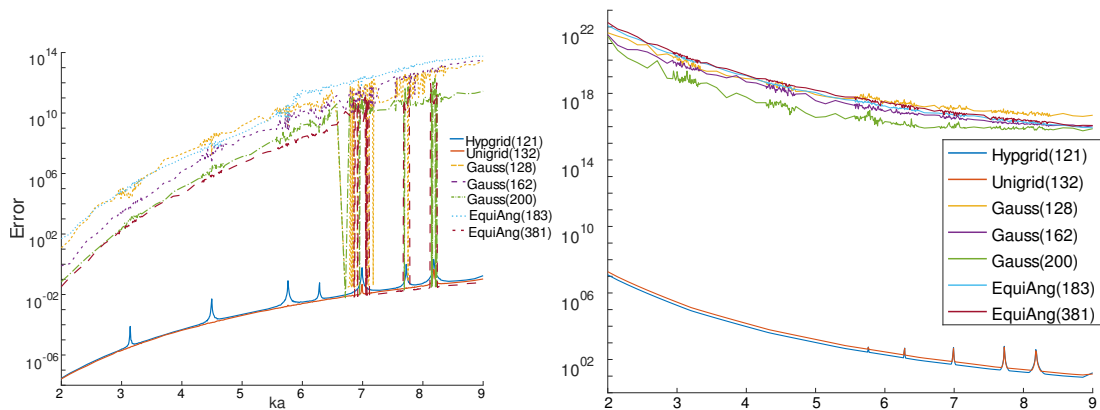 10^14
10^10
10^06
10^02
10^-02
10^-06
Error
2 3 4 5 6 7 8 9
ka
Hypgrid(121)
Unigrid(132)
Gauss(128)
Gauss(162)
Gauss(200)
EquiAng(183)
EquiAng(381)
10^22
10^18
10^14
10^10
10^06
10^02
2 3 4 5 6 7 8 9
Hypgrid(121)
Unigrid(132)
Gauss(128)
Gauss(162)
Gauss(200)
EquiAng(183)
EquiAng(381)